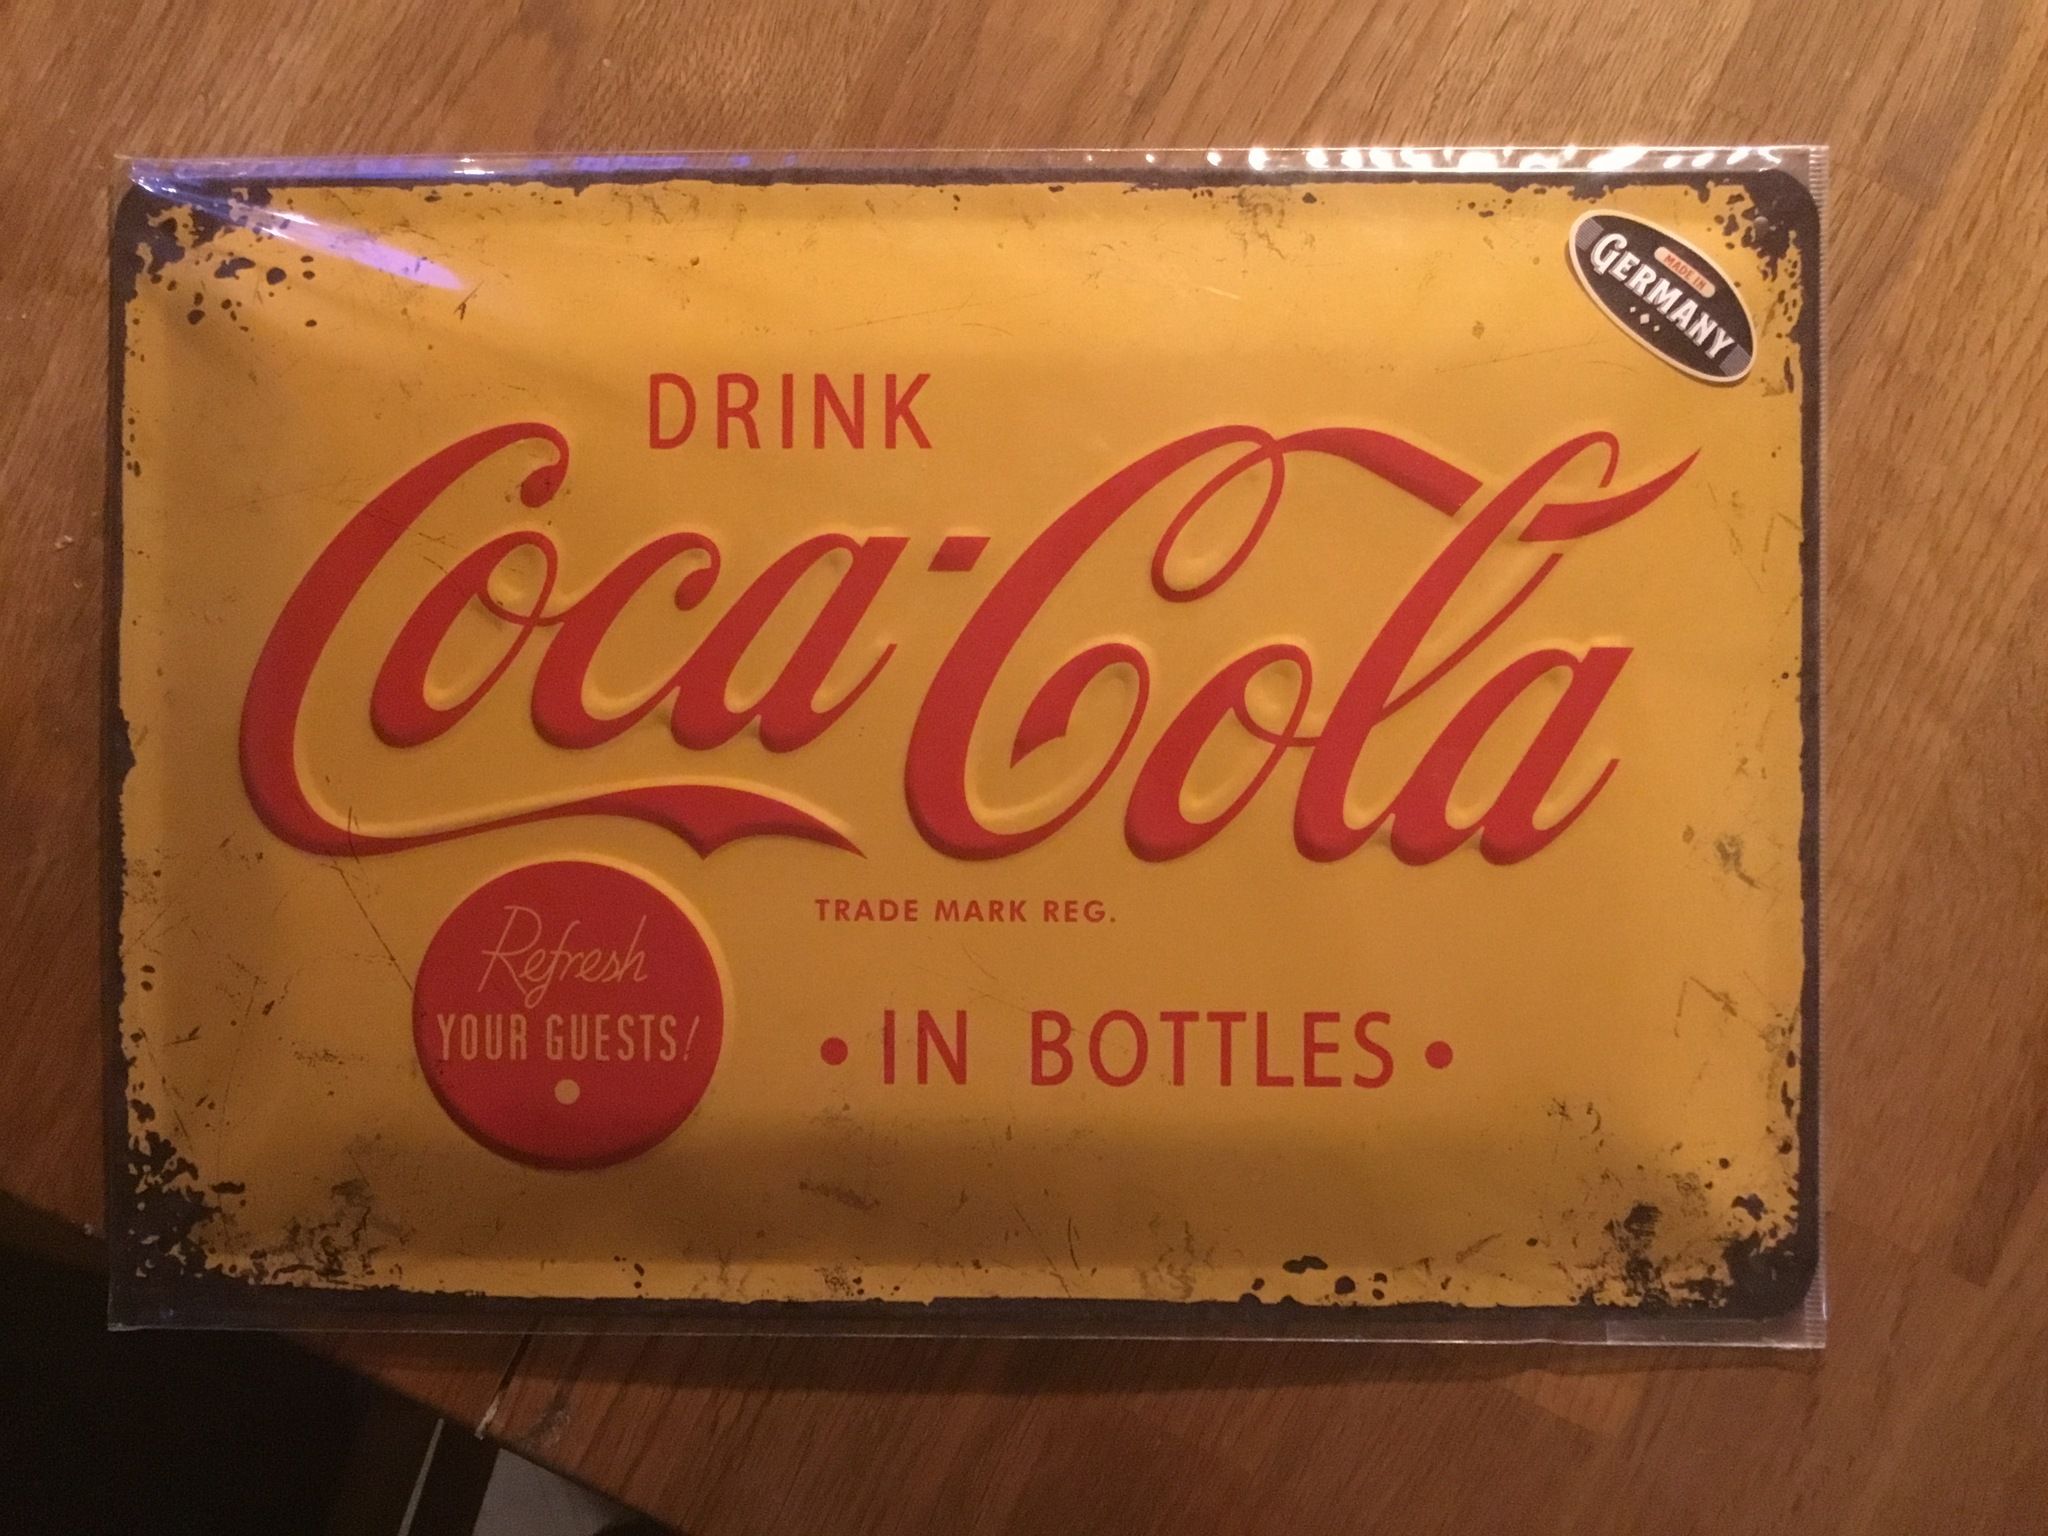 MADE IN
GERMANY
DRINK
Coca-Cola
TRADE MARK REG.
Refresh
YOUR GUESTS!
• IN BOTTLES •